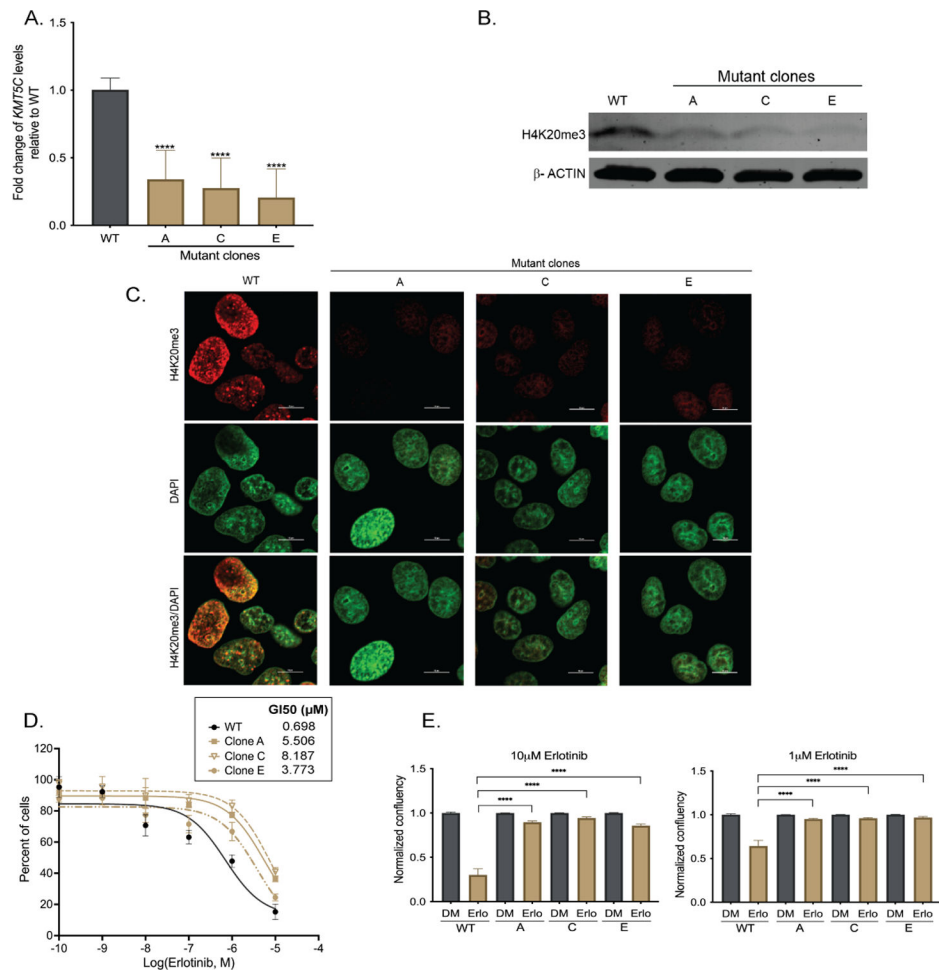 A.
Fold change of KMT5C levels
relative to WT
1.5
1.0
0.5
0.0
****
****
****
WT
A
C
E
Mutant clones
B.
Mutant clones
WT
A
C
E
H4K20me3
β- ACTIN
C.
Mutant clones
WT
A
C
E
H4K20me3
DAPI
H4K20me3/DAPI
D.
GI50 (µM)
WT 0.698
Clone A 5.506
Clone C 8.187
Clone E 3.773
Percent of cells
120
100
80
60
40
20
0
-10
-9
-8
-7
-6
-5
-4
Log(Erlotinib, M)
E.
10µM Erlotinib
Normalized confluency
1.5
1.0
0.5
0.0
****
****
****
DM Erlo DM Erlo DM Erlo DM Erlo
WT A C E
1µM Erlotinib
Normalized confluency
1.5
1.0
0.5
0.0
****
****
****
DM Erlo DM Erlo DM Erlo DM Erlo
WT A C E